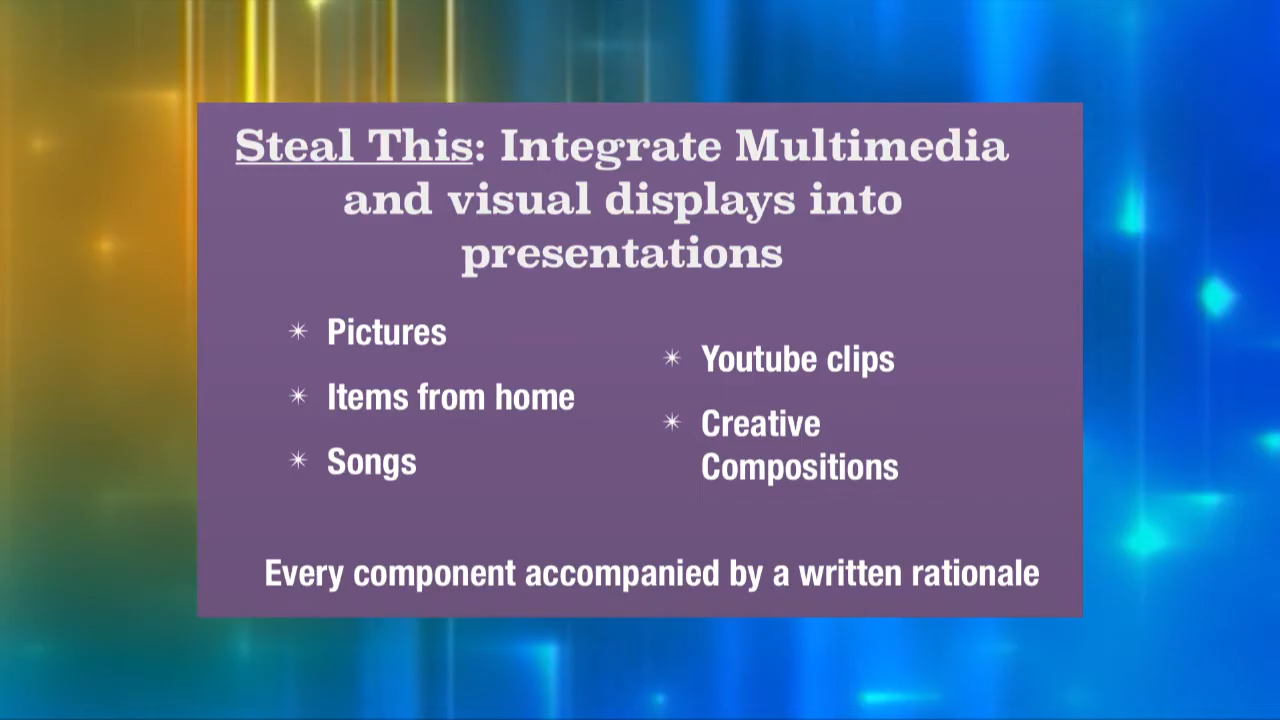 Steal This: Integrate Multimedia
and visual displays into
presentations
Pictures
Items from home
Songs
Youtube clips
Creative
Compositions
Every component accompanied by a written rationale